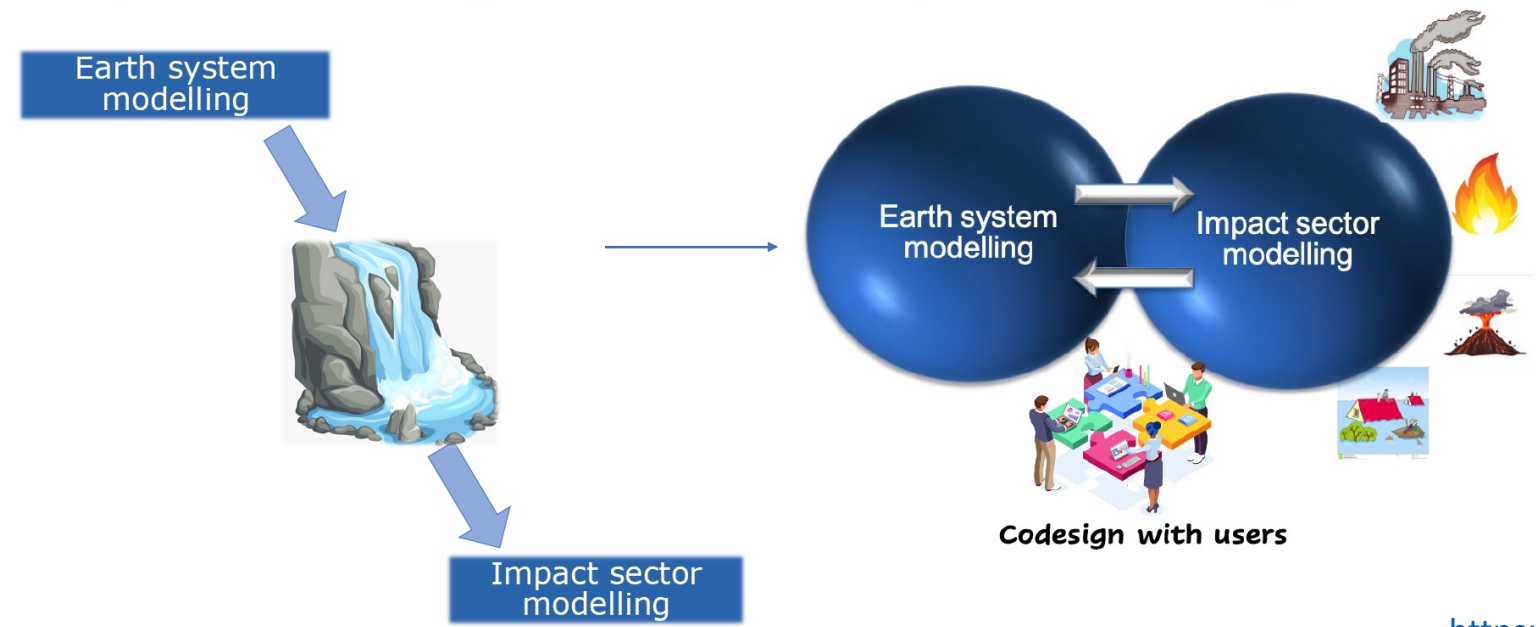 Earth system
modelling
Impact sector
modelling
Earth system
modelling
Impact sector
modelling
Codesign with users